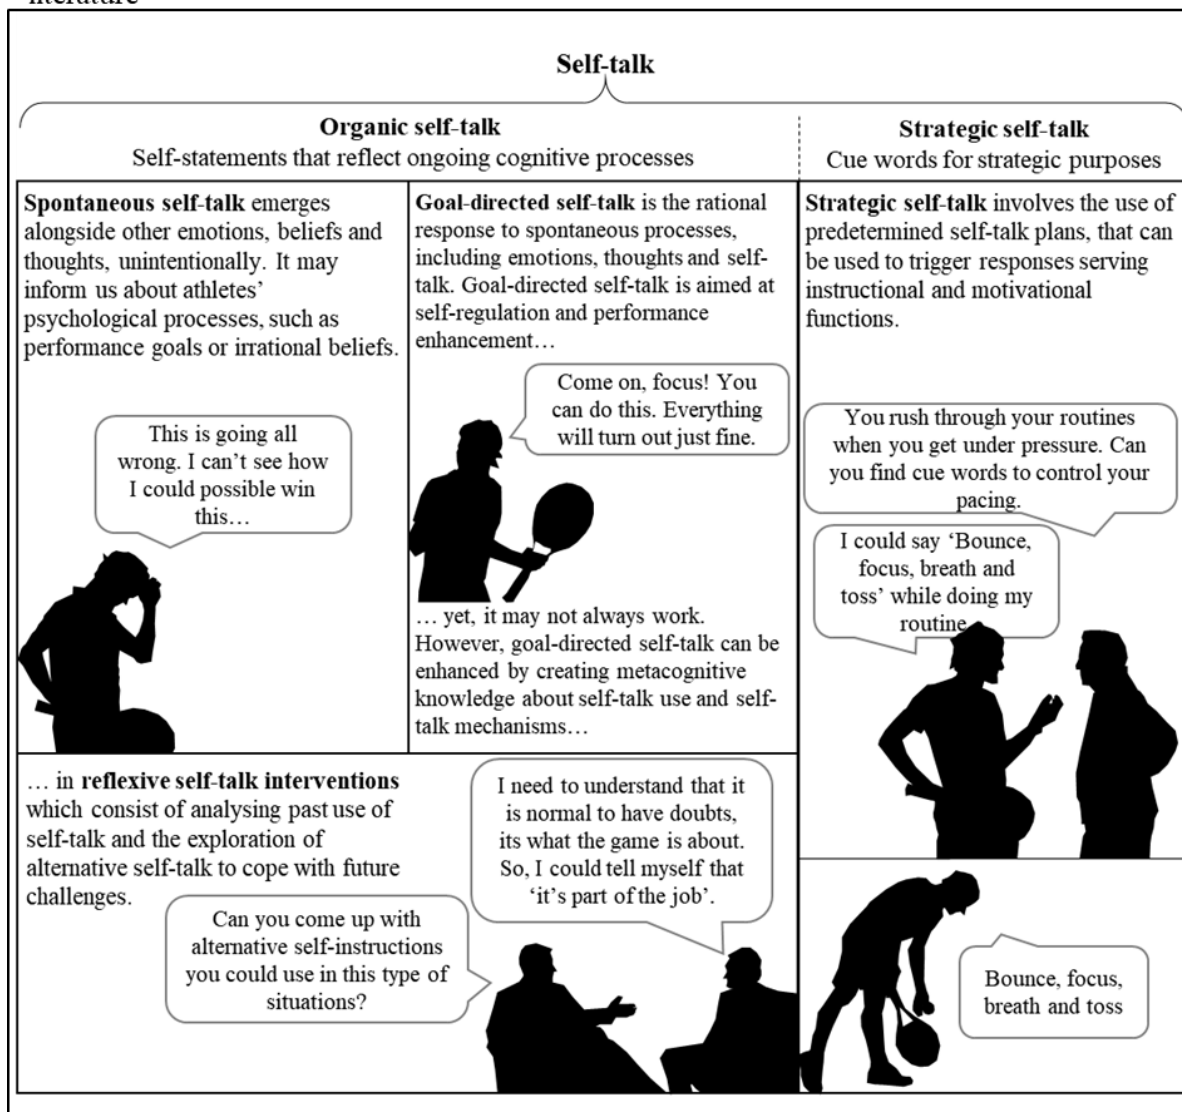 literature
Self-talk
Organic self-talk
Self-statements that reflect ongoing cognitive processes
Strategic self-talk
Cue words for strategic purposes
Spontaneous self-talk emerges
alongside other emotions, beliefs and
thoughts, unintentionally. It may
inform us about athletes’
psychological processes, such as
performance goals or irrational beliefs.
This is going all
wrong. I can’t see how
I could possible win
this…
Goal-directed self-talk is the rational
response to spontaneous processes,
including emotions, thoughts and self-
talk. Goal-directed self-talk is aimed at
self-regulation and performance
enhancement…
Come on, focus! You
can do this. Everything
will turn out just fine.
… yet, it may not always work.
However, goal-directed self-talk can be
enhanced by creating metacognitive
knowledge about self-talk use and self-
talk mechanisms…
Strategic self-talk involves the use of
predetermined self-talk plans, that can
be used to trigger responses serving
instructional and motivational
functions.
You rush through your routines
when you get under pressure. Can
you find cue words to control your
pacing.
I could say ‘Bounce,
focus, breath and
toss’ while doing my
routine.
… in reflexive self-talk interventions
which consist of analysing past use of
self-talk and the exploration of
alternative self-talk to cope with future
challenges.
Can you come up with
alternative self-instructions
you could use in this type of
situations?
I need to understand that it
is normal to have doubts,
its what the game is about.
So, I could tell myself that
‘it’s part of the job’.
Bounce, focus,
breath and toss